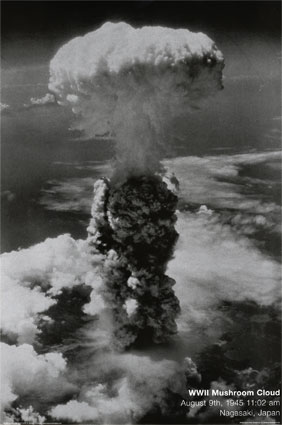 WWII Mushroom Cloud
August 9th, 1945 11:02 am
Nagasaki, Japan